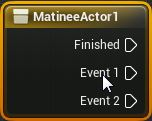 MatineeActor1
Finished
Event 1
Event 2